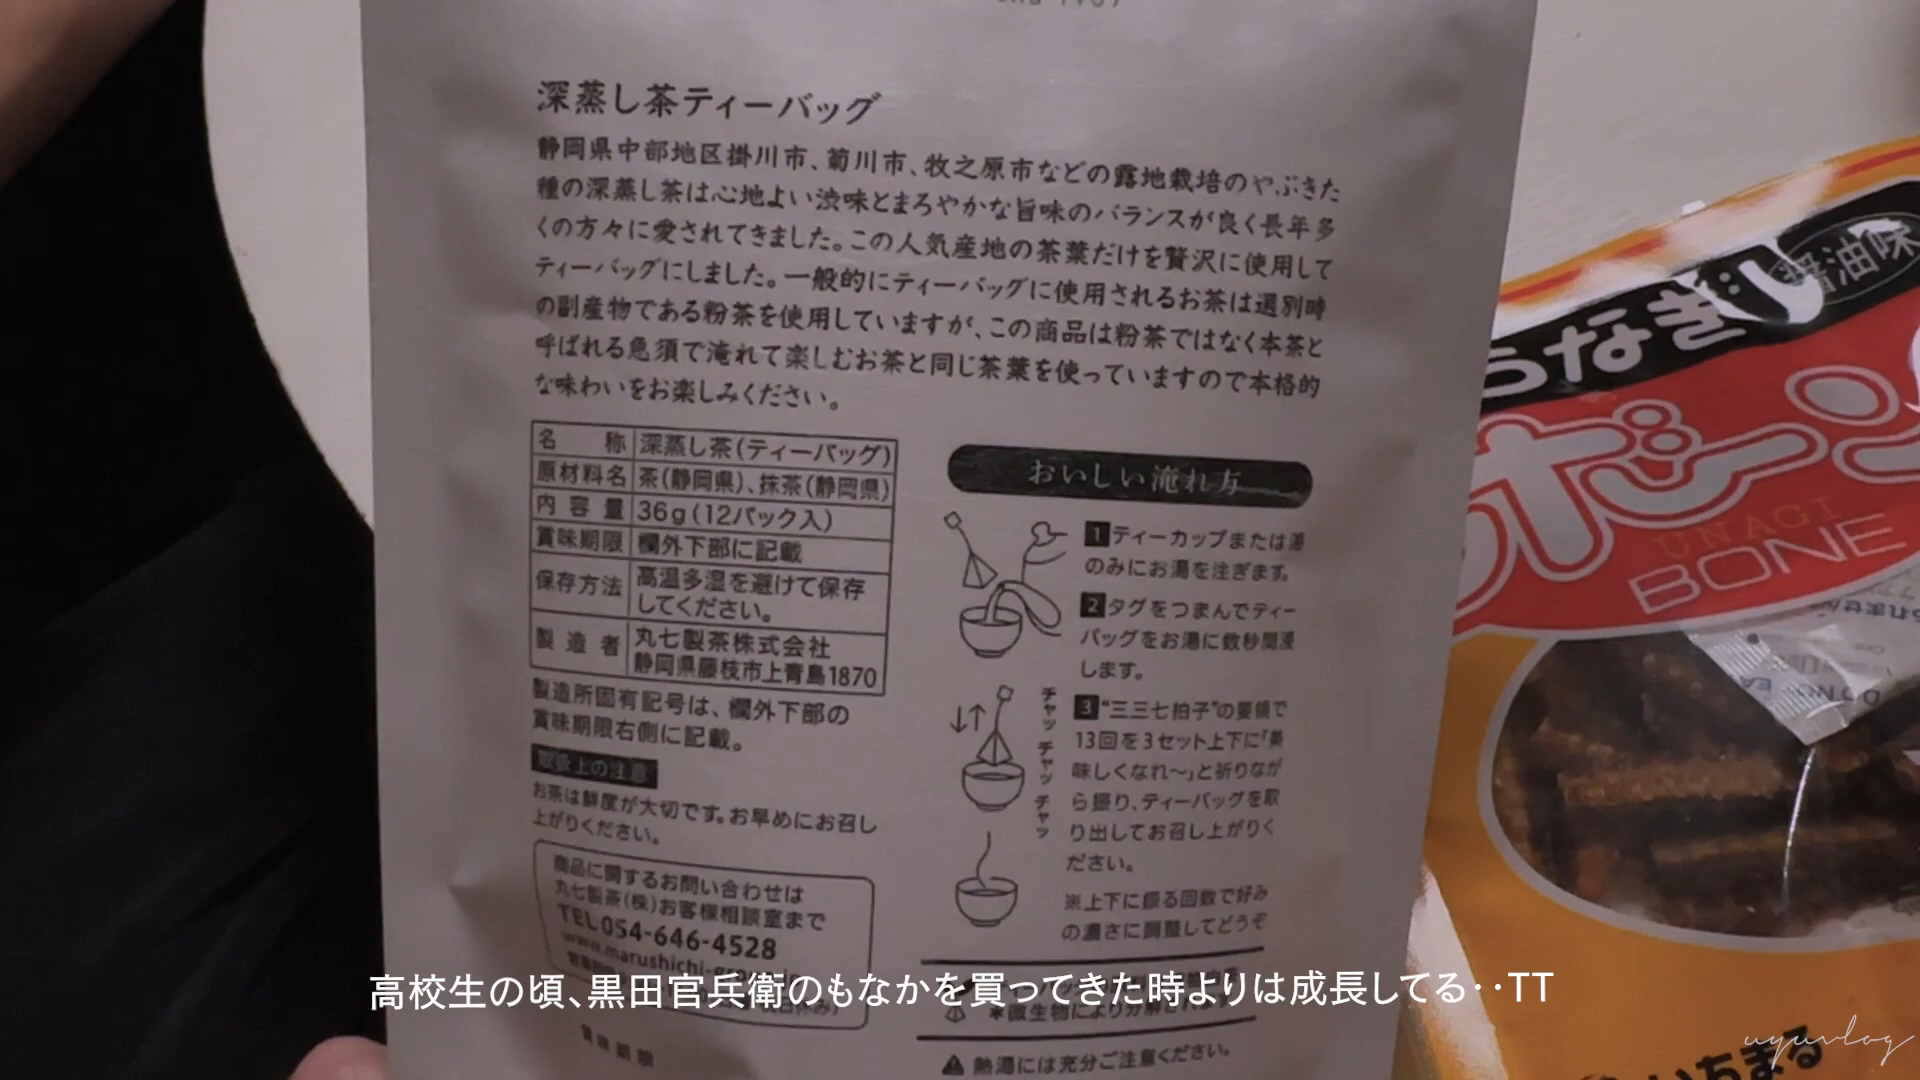 深蒸し茶ティーバッグ
静岡県中部地区掛川市、菊川市、牧之原市などの露地栽培のやぶきた
種の深蒸し茶は心地よい渋味とまろやかな旨味のバランスが良く長年多
くの方々に愛されてきました。この人気産地の茶葉だけを贅沢に使用して
ティーバッグにしました。一般的にティーバッグに使用されるお茶は選別時
の副産物である粉茶を使用していますが、この商品は粉茶ではなく本茶と
呼ばれる急須で淹れて楽しむお茶と同じ茶葉を使っていますので本格的
な味わいをお楽しみください。
名称 深蒸し茶(ティーバッグ)
原材料名 茶(静岡県)、抹茶(静岡県)
内容量 36g(12パック入)
賞味期限 欄外下部に記載
保存方法 高温多湿を避けて保存
してください。
製造者 丸七製茶株式会社
静岡県藤枝市上青島1870
製造所固有記号は、欄外下部の
賞味期限右側に記載。
取扱上の注意
お茶は鮮度が大切です。お早めにお召し
上がりください。
商品に関するお問い合わせは
丸七製茶(株)お客様相談室まで
TEL054-646-4528
賞味期限
おいしい淹れ方
1 ティーカップまたは湯
のみにお湯を注ぎます。
2 タグをつまんでティー
バッグをお湯に数秒間浸
します。
チャッ チャッ チャッ
3 “三三七拍子”の要領で
13回を3セット上下に「美
味しくなれ〜」と祈りなが
ら振り、ティーバッグを取
り出してお召し上がりく
ださい。
※上下に振る回数で好み
の濃さに調整してどうぞ
熱湯には充分ご注意ください。
うなぎ
醤油味
ボーン
UNAGI
BONE
DO NOT EA
いちまる
高校生の頃、黒田官兵衛のもなかを買ってきた時よりは成長してる‥TT
uyuvlog